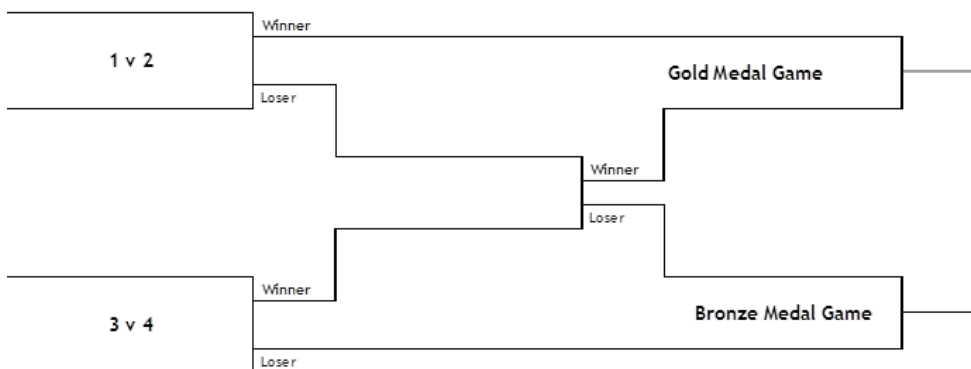 Winner
1 v 2
Gold Medal Game
Loser
Winner
Loser
Winner
Bronze Medal Game
3 v 4
Loser